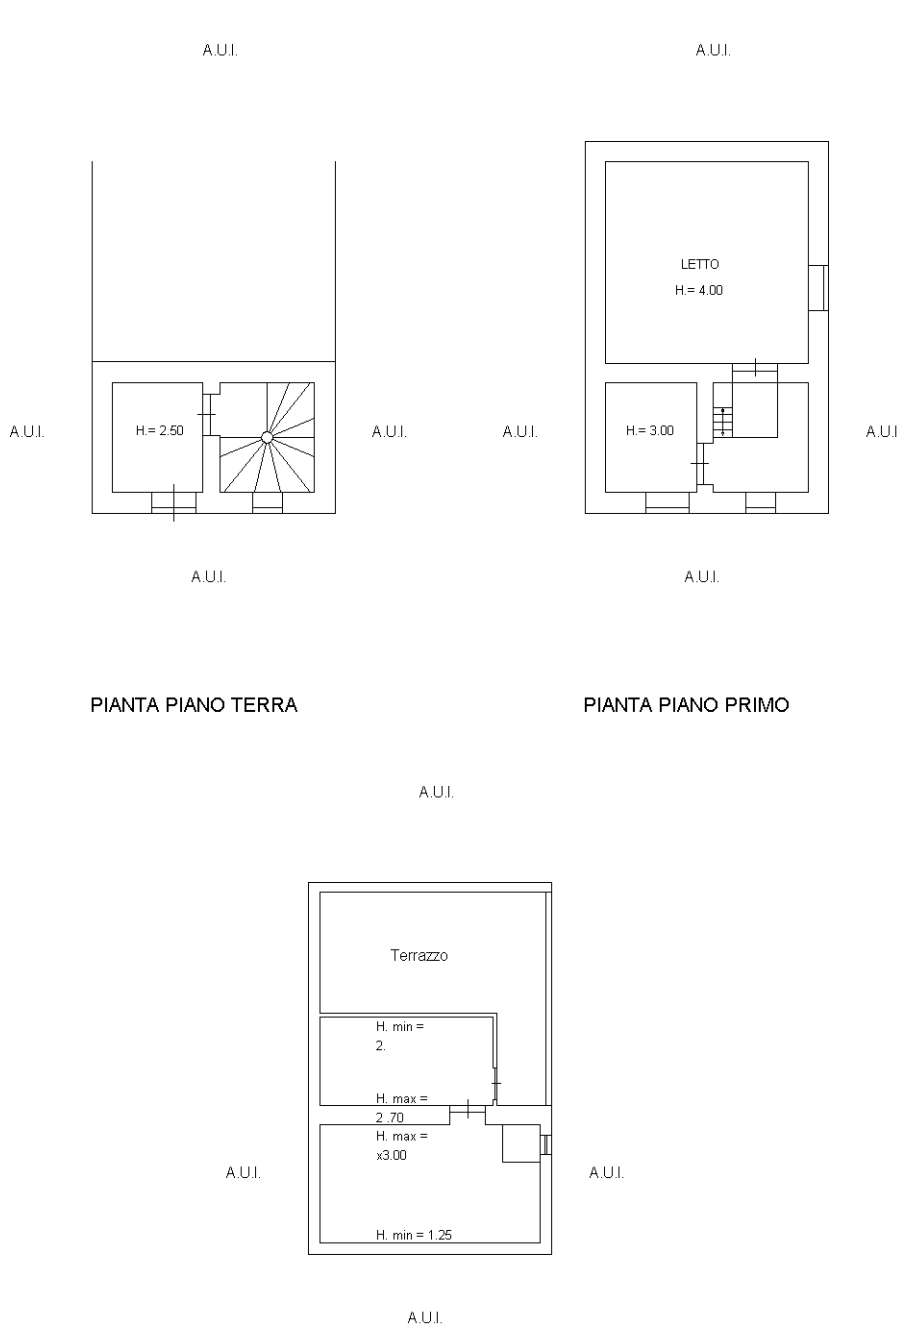 A.U.I.
A.U.I.
LETTO
H.= 4.00
A.U.I.
H.= 2.50
A.U.I.
A.U.I.
H.= 3.00
A.U.I
A.U.I.
A.U.I.
PIANTA PIANO TERRA
PIANTA PIANO PRIMO
A.U.I.
Terrazzo
H. min =
2.
H. max =
2 .70
H. max =
x3.00
A.U.I.
A.U.I.
H. min = 1.25
A.U.I.